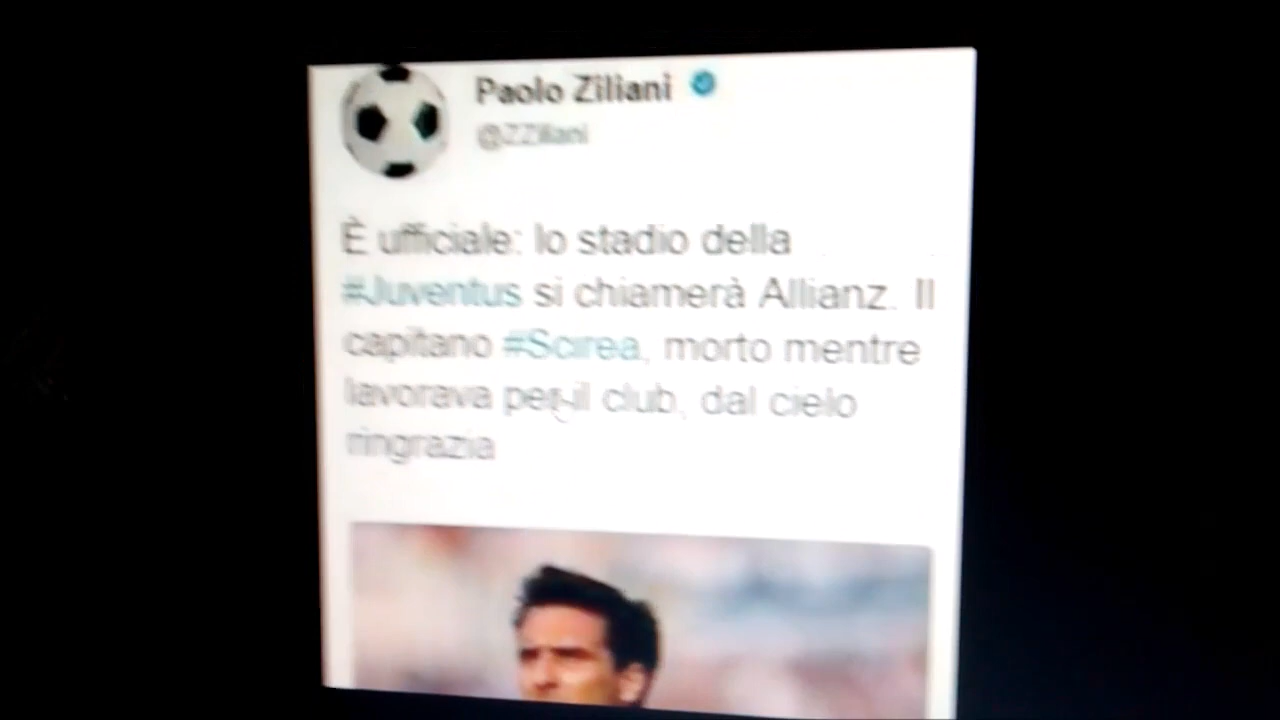 Paolo Ziliani
@ZZiliani
È ufficiale: lo stadio della
#Juventus si chiamerà Allianz. Il
capitano #Scirea, morto mentre
lavorava per il club, dal cielo
ringrazia